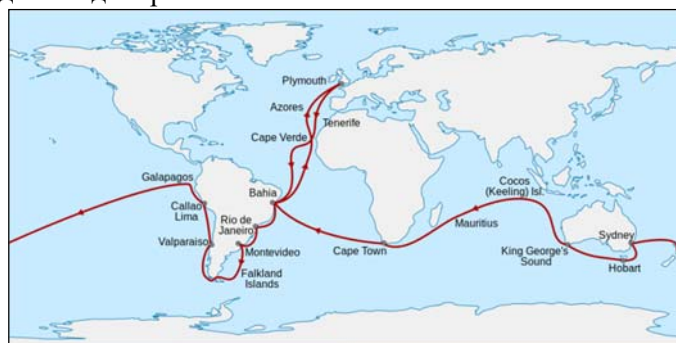 Plymouth
Azores
Tenerife
Cape Verde
Galapagos
Bahia
Cocos
(Keeling) Isl.
Callao
Lima
Rio de
Janeiro
Mauritius
Sydney
Valparaiso
Montevideo
Cape Town
King George's
Sound
Falkland
Islands
Hobart